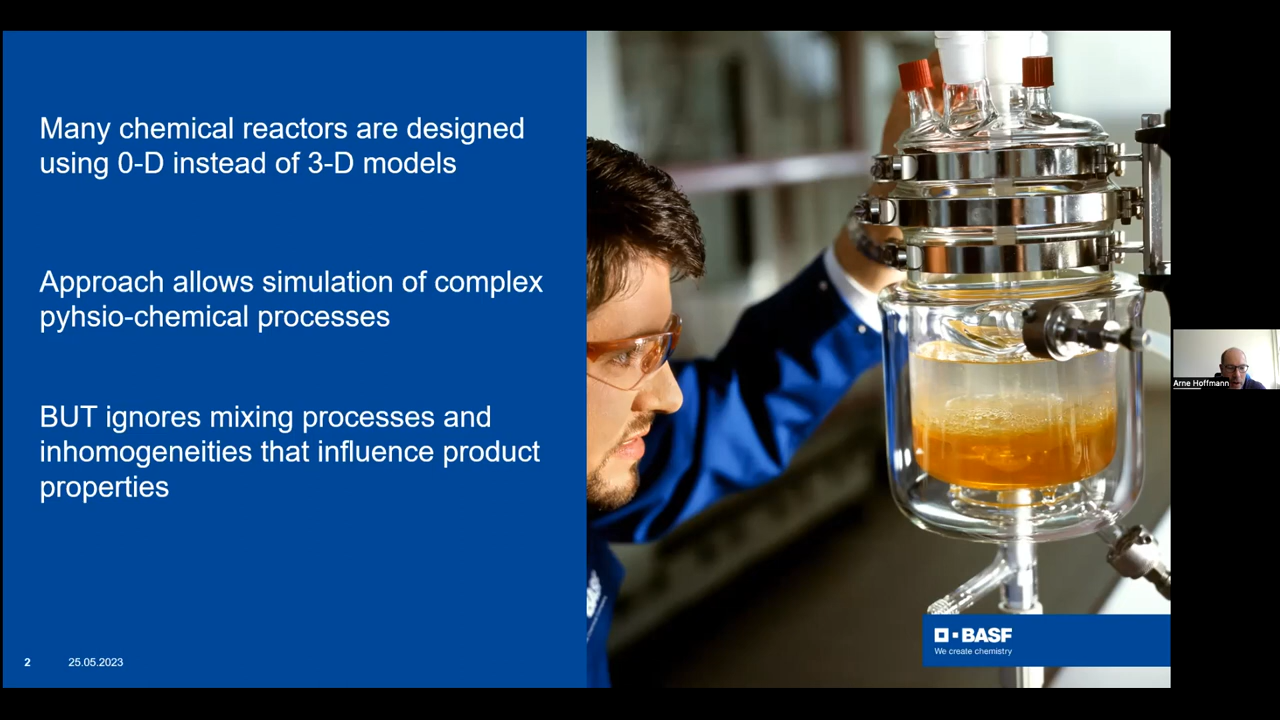 Many chemical reactors are designed
using 0-D instead of 3-D models
Approach allows simulation of complex
pyhsio-chemical processes
BUT ignores mixing processes and
inhomogeneities that influence product
properties
2 25.05.2023
BASF
We create chemistry
Arne Hoffmann